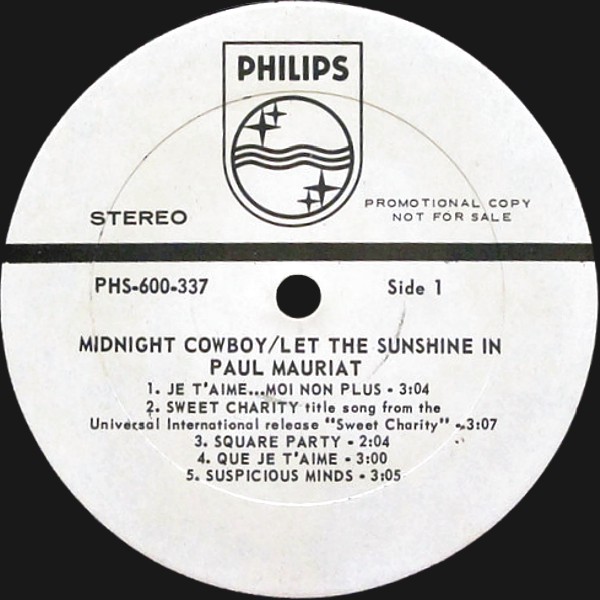 PHILIPS
PROMOTIONAL COPY
NOT FOR SALE
STEREO
PHS-600-337 Side 1
MIDNIGHT COWBOY/LET THE SUNSHINE IN
PAUL MAURIAT
1. JE T'AIME...MOI NON PLUS - 3:04
2. SWEET CHARITY title song from the
Universal International release "Sweet Charity" - 3:07
3. SQUARE PARTY - 2:04
4. QUE JE T'AIME - 3:00
5. SUSPICIOUS MINDS - 3:05